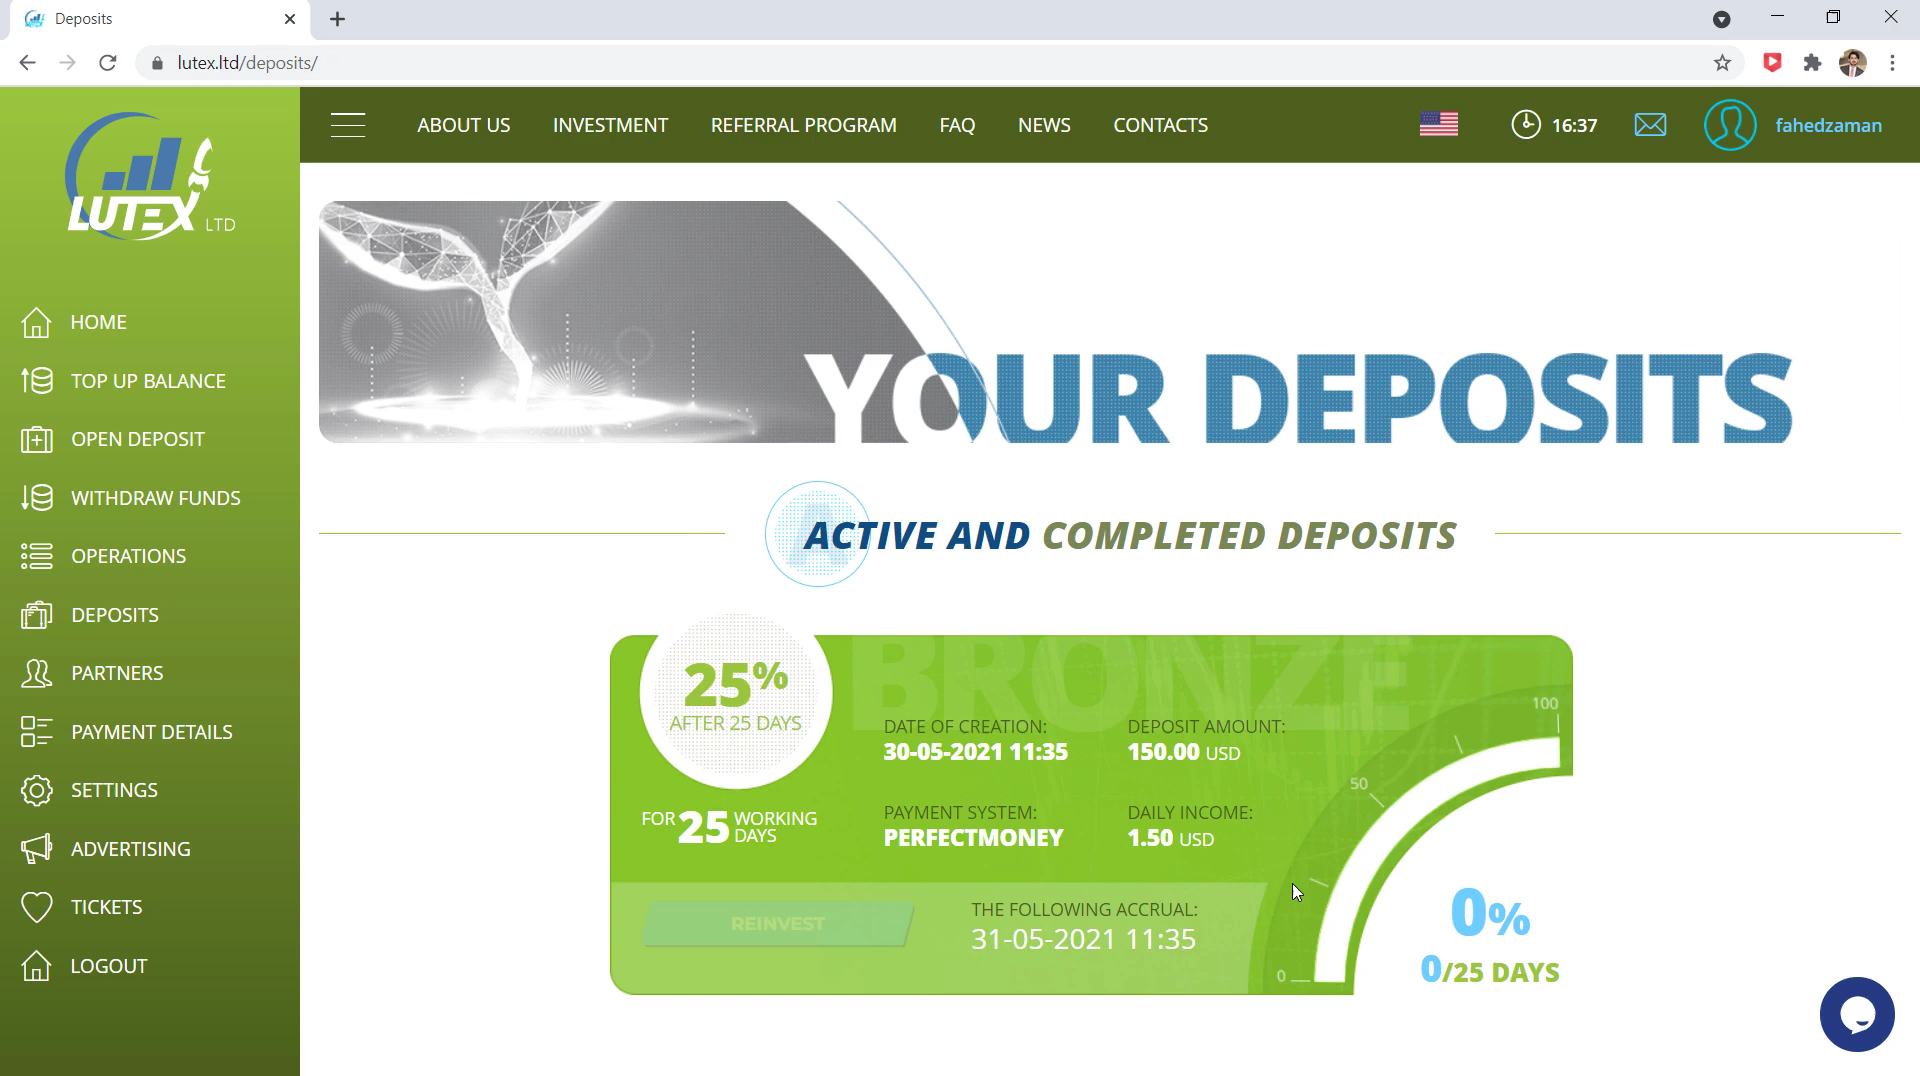 Deposits
lutex.ltd/deposits/
LUTEX LTD
ABOUT US INVESTMENT REFERRAL PROGRAM FAQ NEWS CONTACTS 16:37 fahedzaman
HOME
TOP UP BALANCE
OPEN DEPOSIT
WITHDRAW FUNDS
OPERATIONS
DEPOSITS
PARTNERS
PAYMENT DETAILS
SETTINGS
ADVERTISING
TICKETS
LOGOUT
YOUR DEPOSITS
A
ACTIVE AND COMPLETED DEPOSITS
BRONZE
25%
AFTER 25 DAYS
FOR 25 WORKING DAYS
DATE OF CREATION:
30-05-2021 11:35
DEPOSIT AMOUNT:
150.00 USD
PAYMENT SYSTEM:
PERFECTMONEY
DAILY INCOME:
1.50 USD
REINVEST
THE FOLLOWING ACCRUAL:
31-05-2021 11:35
100
50
0
0%
0/25 DAYS